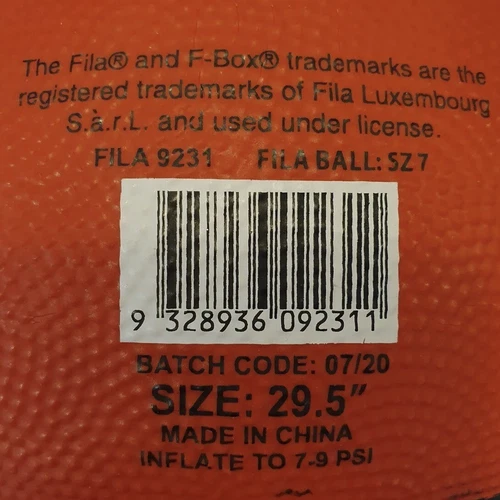 The Fila® and F-Box® trademarks are the
registered trademarks of Fila Luxembourg
S.à.r.L. and used under license.
FILA 9231 FILA BALL: SZ 7
9 328936 092311
BATCH CODE: 07/20
SIZE: 29.5"
MADE IN CHINA
INFLATE TO 7-9 PSI